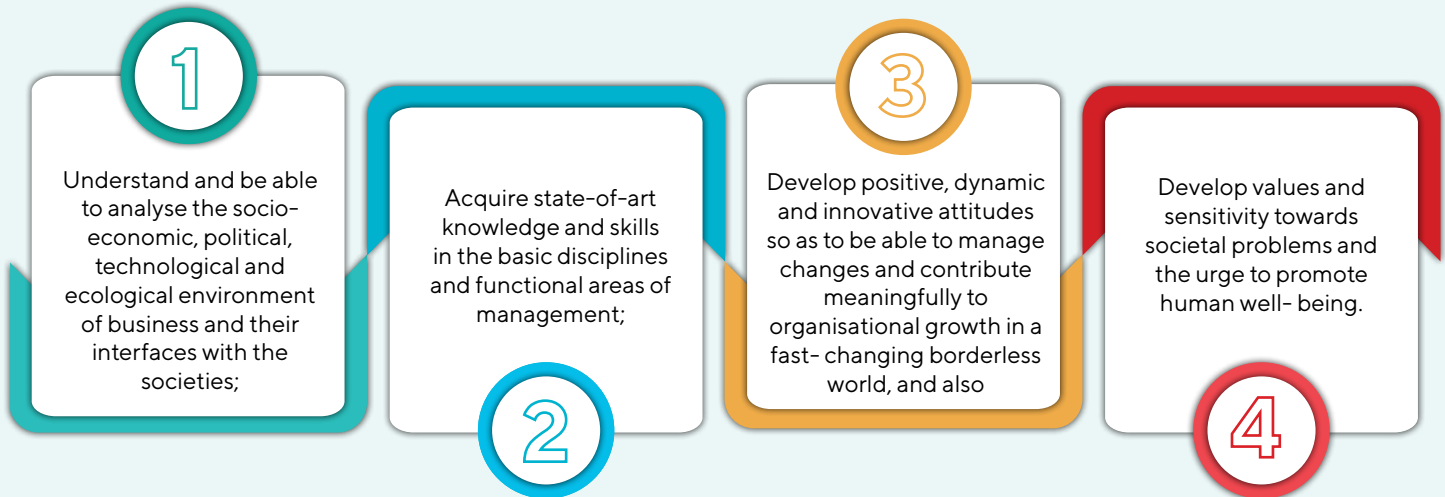 1
Understand and be able
to analyse the socio-
economic, political,
technological and
ecological environment
of business and their
interfaces with the
societies;
Acquire state-of-art
knowledge and skills
in the basic disciplines
and functional areas of
management;
2
3
Develop positive, dynamic
and innovative attitudes
so as to be able to manage
changes and contribute
meaningfully to
organisational growth in a
fast- changing borderless
world, and also
Develop values and
sensitivity towards
societal problems and
the urge to promote
human well- being.
4